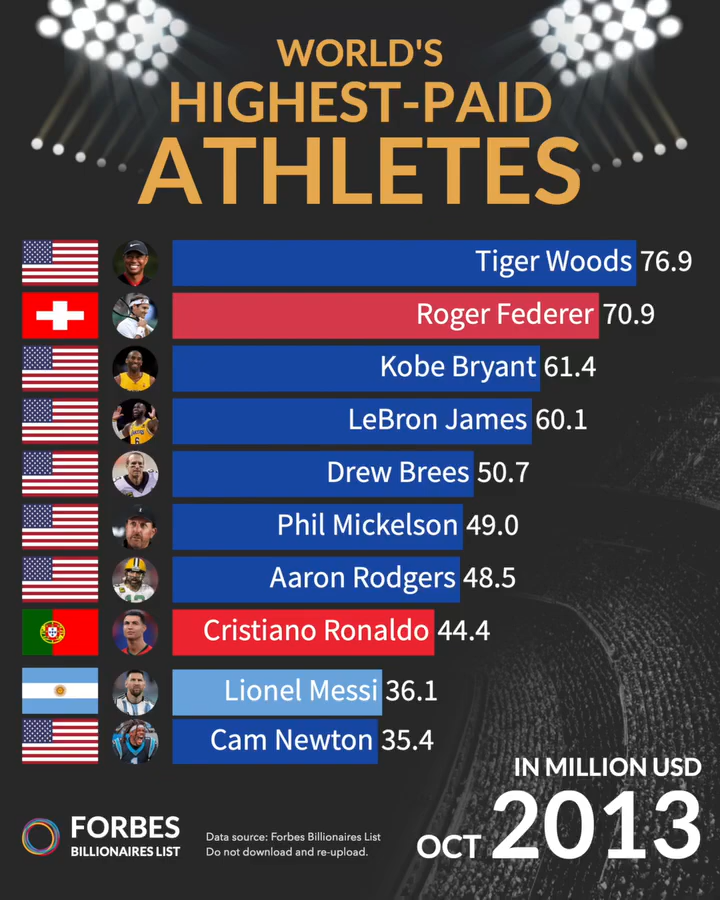 WORLD'S
HIGHEST-PAID
ATHLETES
Tiger Woods 76.9
Roger Federer 70.9
Kobe Bryant 61.4
LeBron James 60.1
Drew Brees 50.7
Phil Mickelson 49.0
Aaron Rodgers 48.5
Cristiano Ronaldo 44.4
Lionel Messi 36.1
Cam Newton 35.4
IN MILLION USD
OCT 2013
FORBES
BILLIONAIRES LIST
Data source: Forbes Billionaires List
Do not download and re-upload.